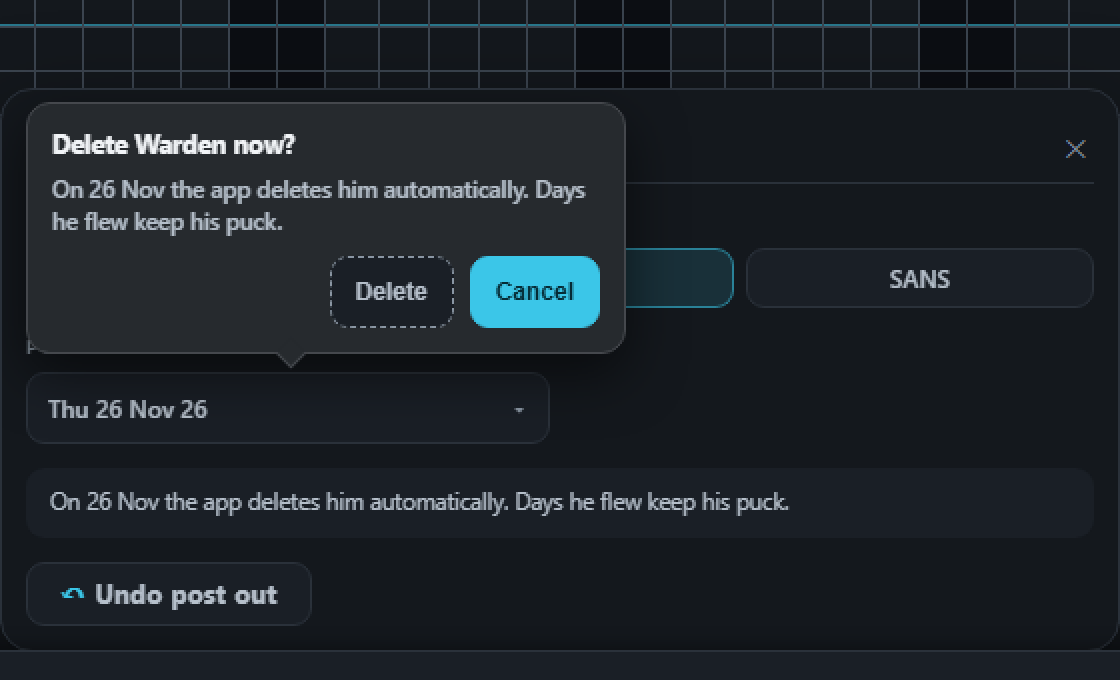 Delete Warden now?
On 26 Nov the app deletes him automatically. Days
he flew keep his puck.
Delete
Cancel
SANS
Thu 26 Nov 26
On 26 Nov the app deletes him automatically. Days he flew keep his puck.
Undo post out